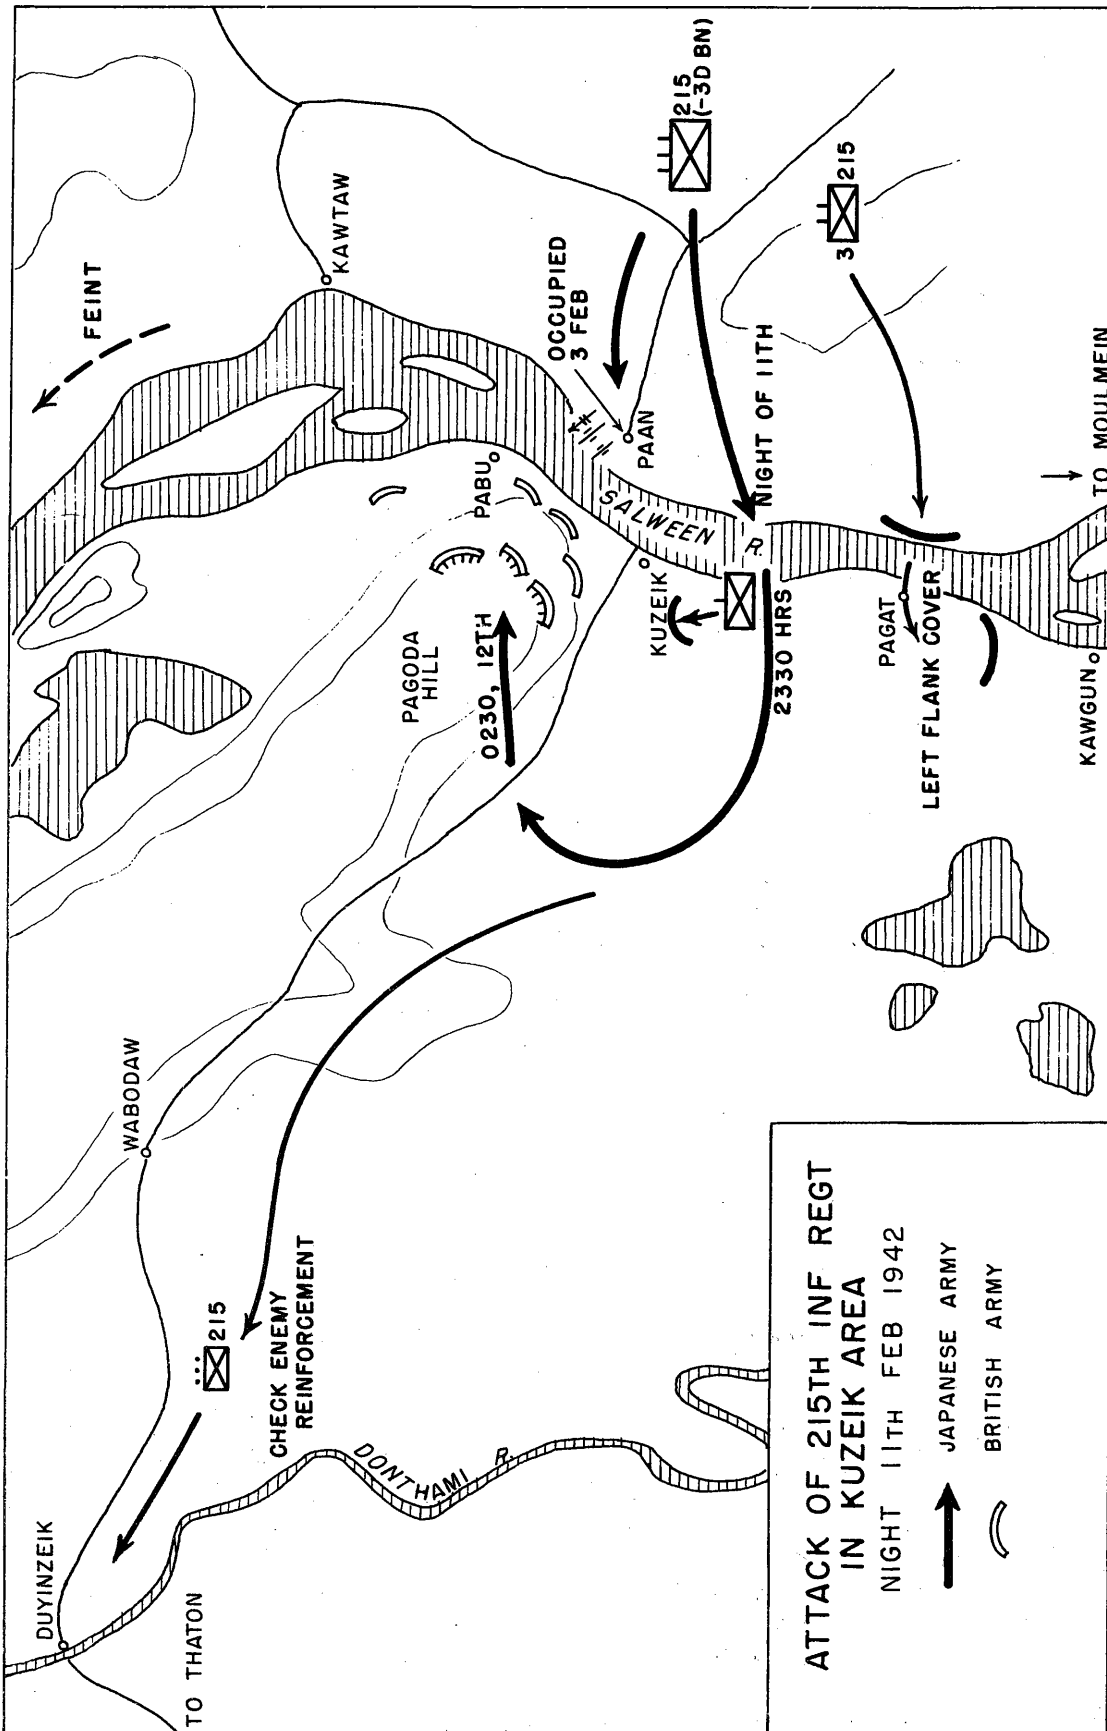 FEINT
KAWTAW
OCCUPIED
3 FEB
215
(-3D BN)
3
215
PAAN
NIGHT OF 11TH
PABU
SALWEEN
R.
KUZEIK
PAGODA
HILL
0230, 12TH
2330 HRS
PAGAT
LEFT FLANK COVER
KAWGUN
TO MOULMEIN
WABODAW
215
CHECK ENEMY
REINFORCEMENT
DONTHAMI R.
DUYINZEIK
TO THATON
ATTACK OF 215TH INF REGT
IN KUZEIK AREA
NIGHT 11TH FEB 1942
JAPANESE ARMY
BRITISH ARMY